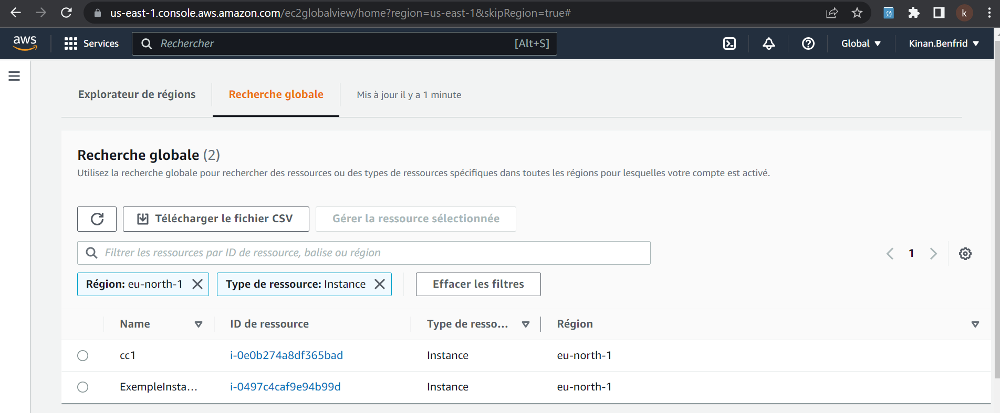 us-east-1.console.aws.amazon.com/ec2globalview/home?region=us-east-1&skipRegion=true#
k
aws
Services
Rechercher
[Alt+S]
Global
Kinan.Benfrid
Explorateur de régions
Recherche globale
Mis à jour il y a 1 minute
Recherche globale (2)
Utilisez la recherche globale pour rechercher des ressources ou des types de ressources spécifiques dans toutes les régions pour lesquelles votre compte est activé.
Télécharger le fichier CSV
Gérer la ressource sélectionnée
Filtrer les ressources par ID de ressource, balise ou région
1
Région: eu-north-1
Type de ressource: Instance
Effacer les filtres
Name
ID de ressource
Type de resso...
Région
cc1
i-0e0b274a8df365bad
Instance
eu-north-1
ExempleInsta...
i-0497c4caf9e94b99d
Instance
eu-north-1